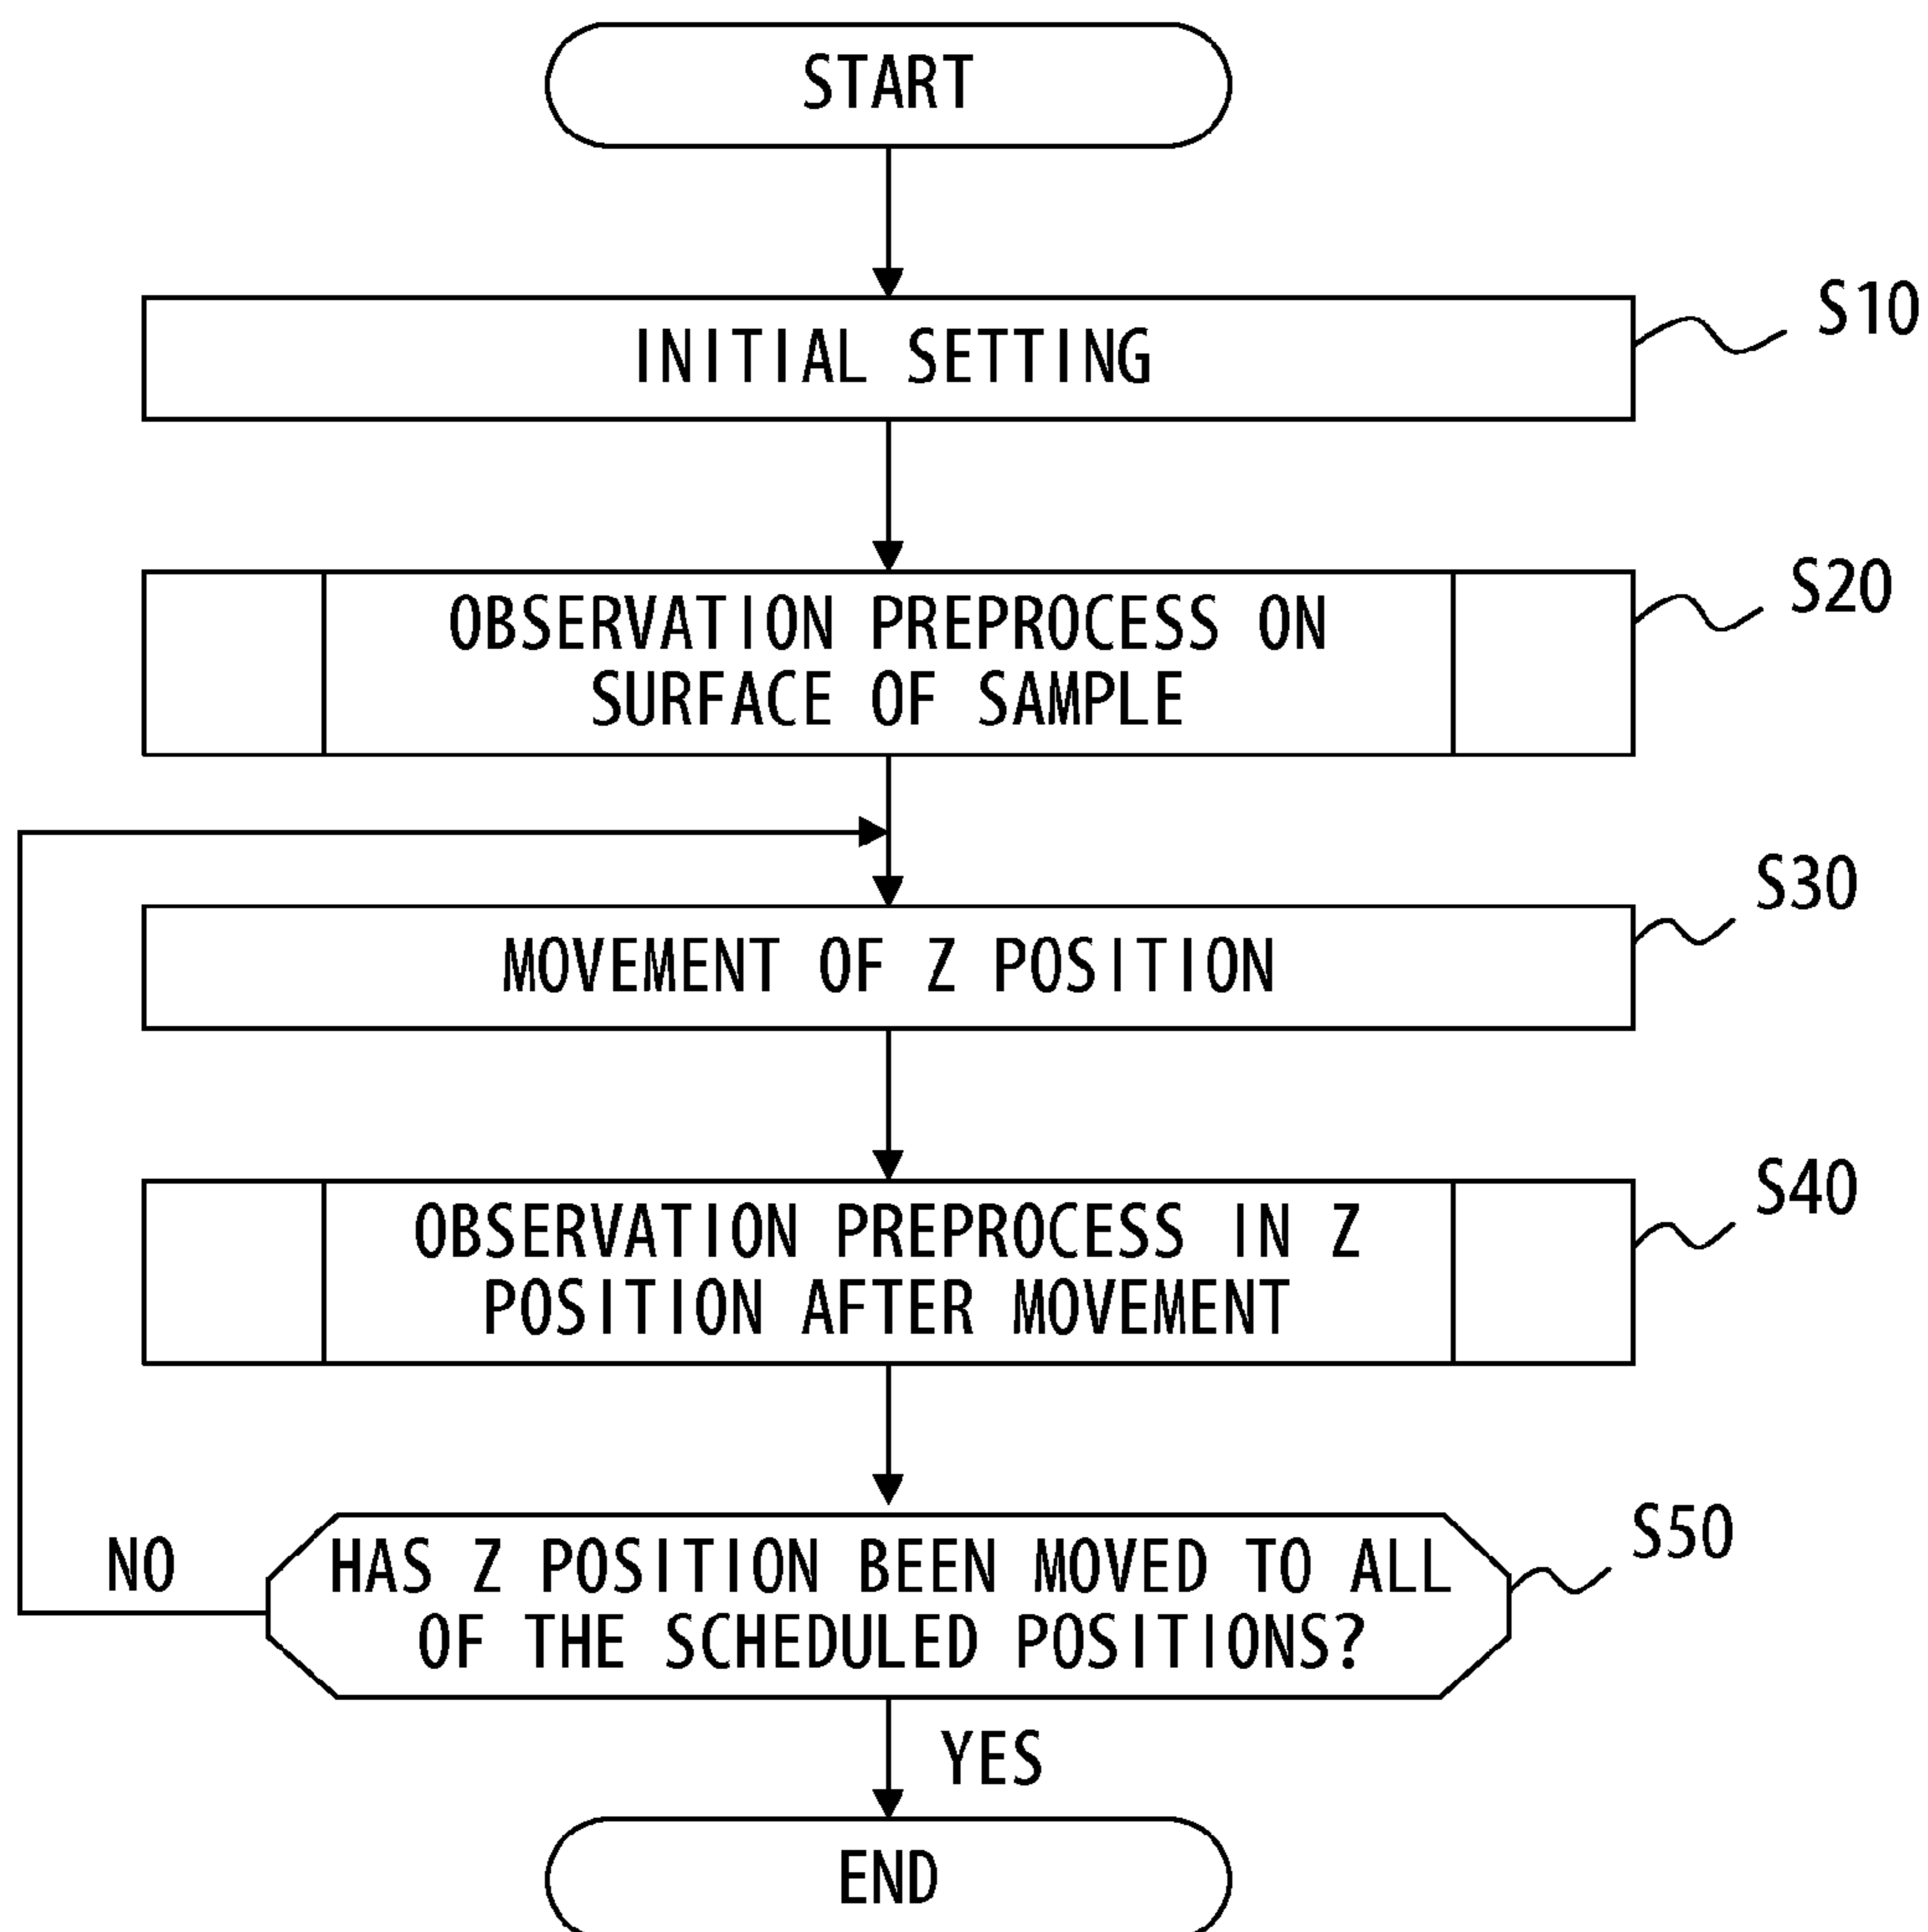 START
INITIAL SETTING
S10
OBSERVATION PREPROCESS ON
SURFACE OF SAMPLE
S20
MOVEMENT OF Z POSITION
S30
OBSERVATION PREPROCESS IN Z
POSITION AFTER MOVEMENT
S40
HAS Z POSITION BEEN MOVED TO ALL
OF THE SCHEDULED POSITIONS?
S50
NO
YES
END